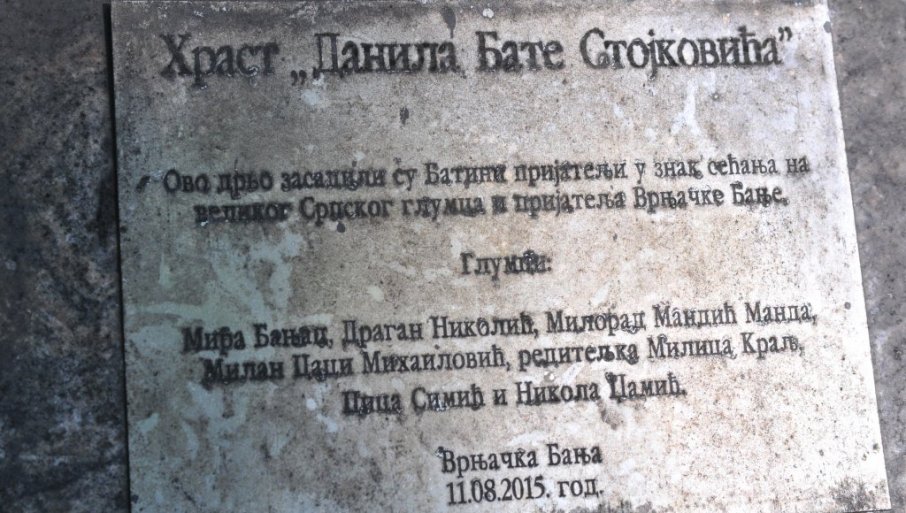 Храст „Данила Бате Стојковића”
Ово дрво засадили су Батини пријатељи у знак сећања на
великог Српског глумца и пријатеља Врњачке Бање.
Глумци:
Мира Бањац, Драган Николић, Милорад Мандић Манда,
Милан Цаци Михаиловић, редитељка Милица Краљ,
Цица Симић и Никола Џамић.
Врњачка Бања
11.08.2015. год.